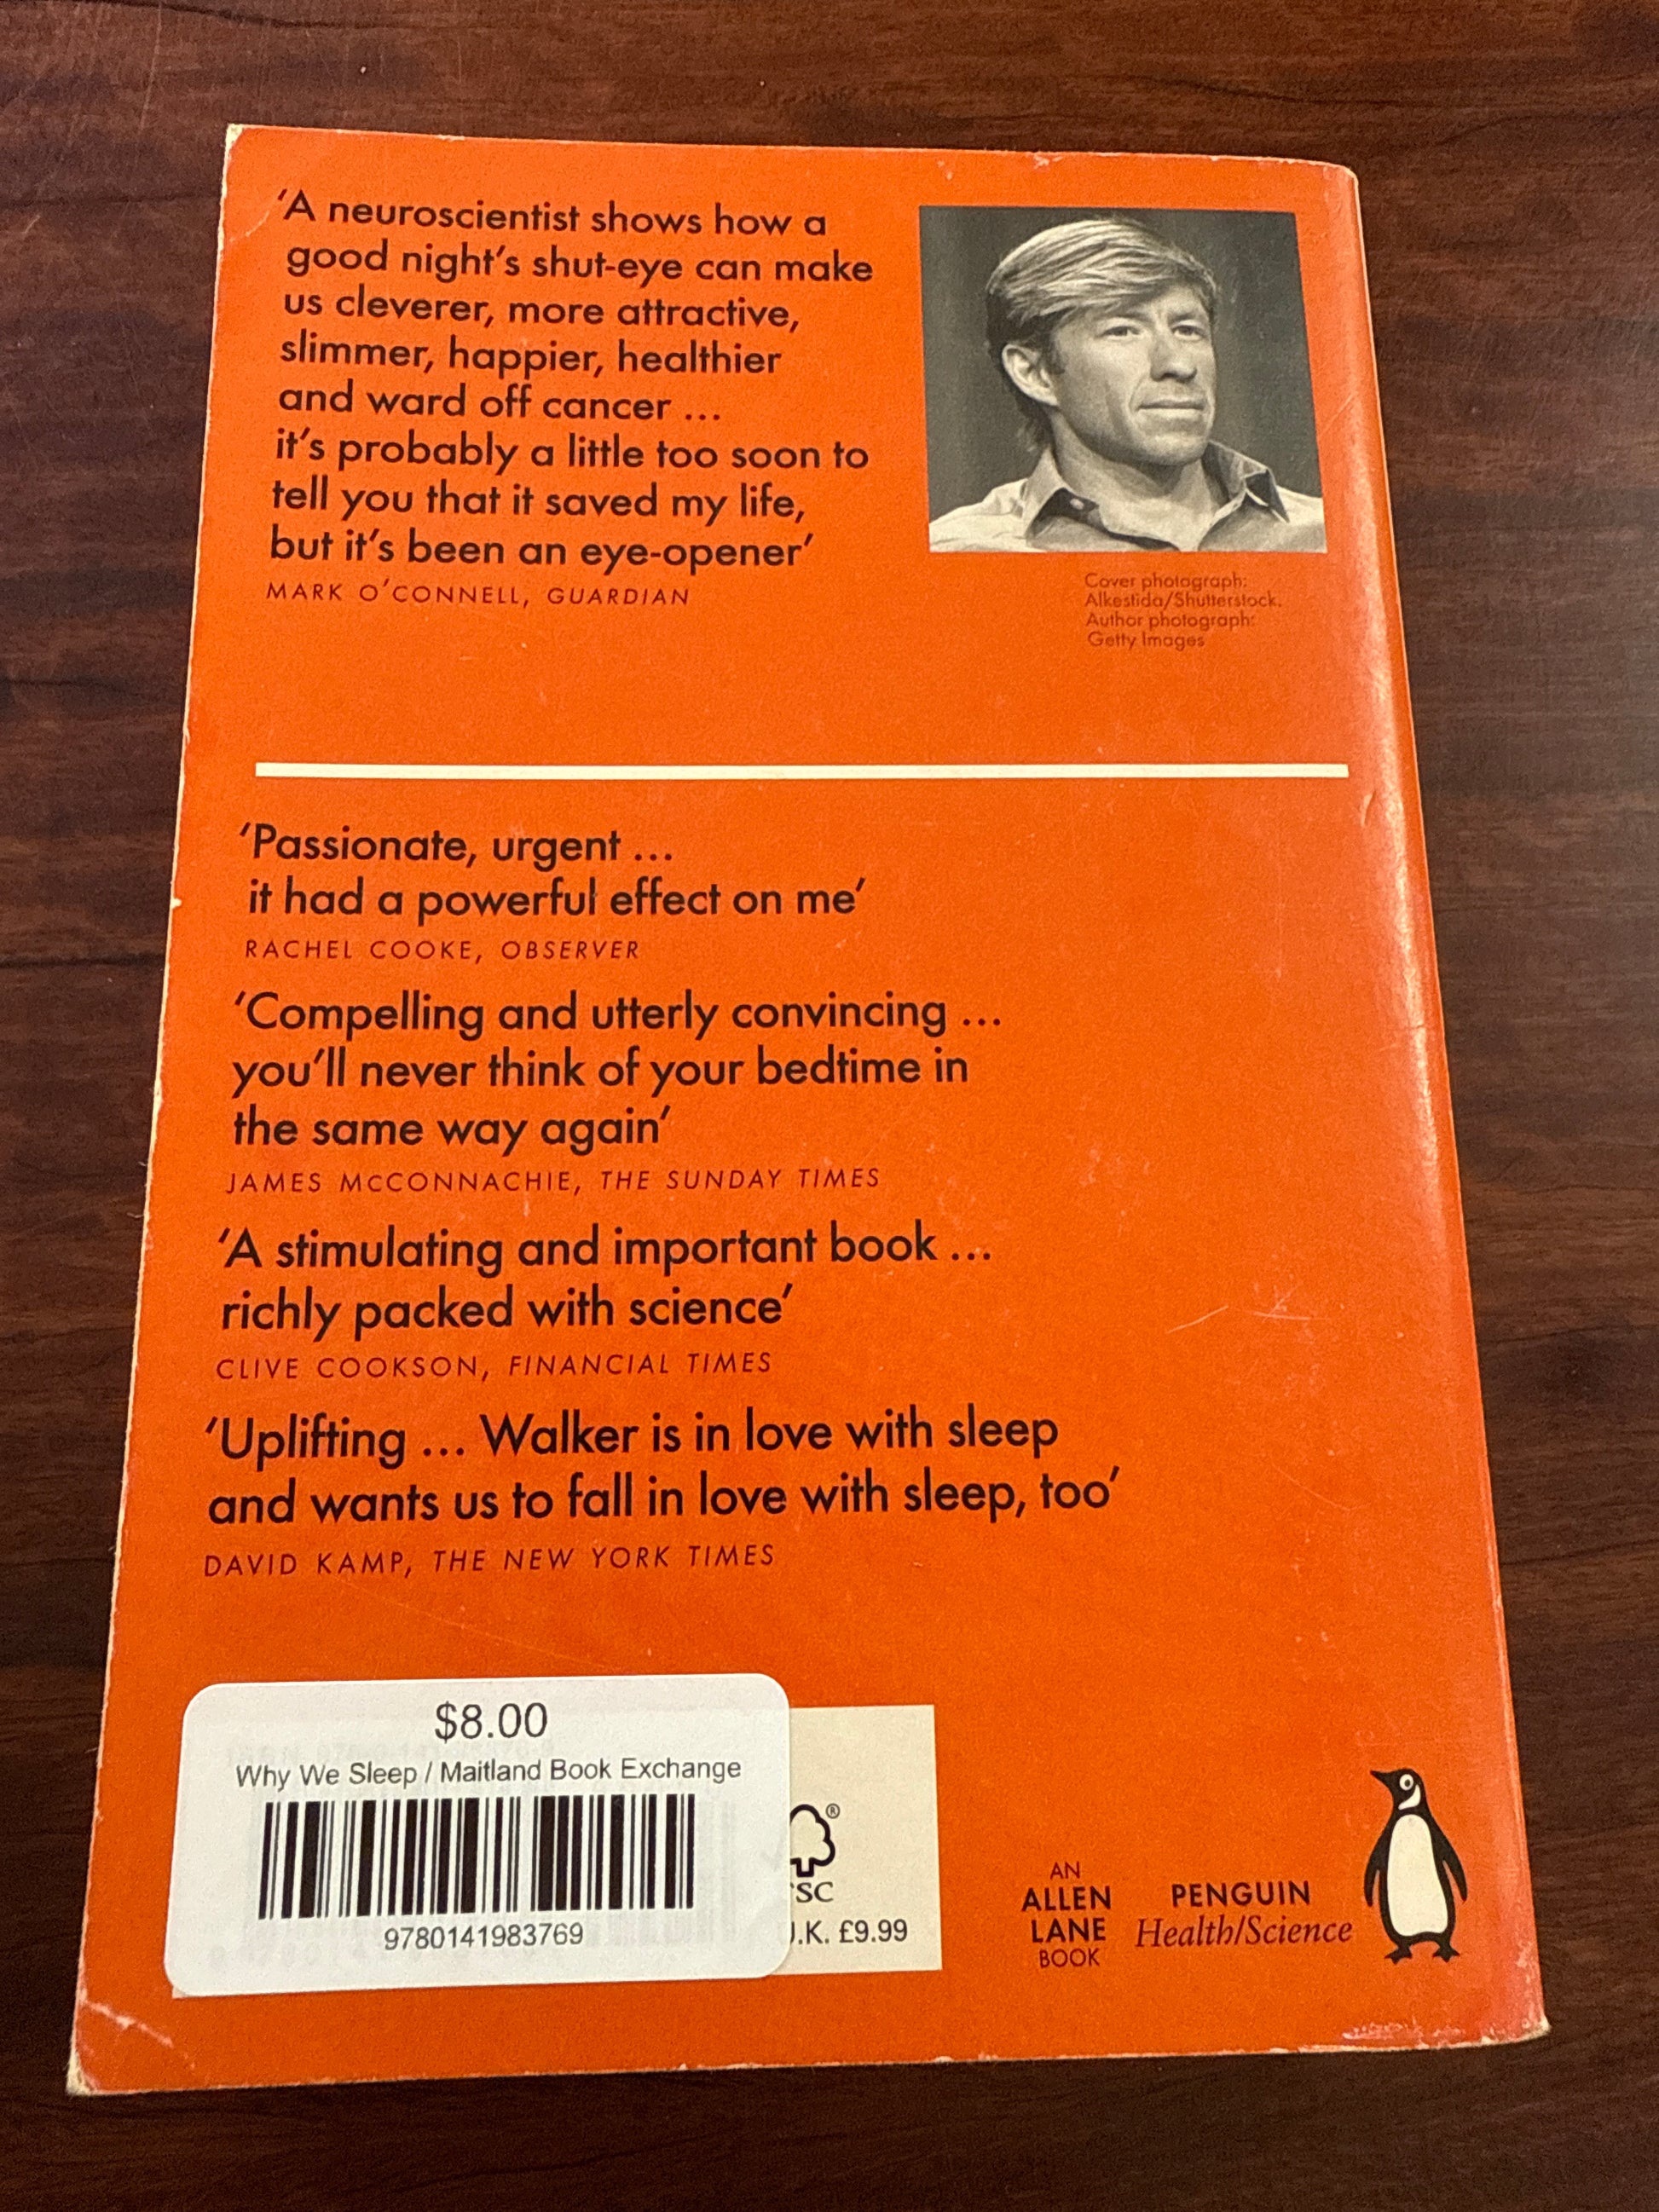 ‘A neuroscientist shows how a
good night’s shut-eye can make
us cleverer, more attractive,
slimmer, happier, healthier
and ward off cancer ...
it’s probably a little too soon to
tell you that it saved my life,
but it’s been an eye-opener’
MARK O’CONNELL, GUARDIAN
Cover photograph:
Alkestida/Shutterstock.
Author photograph:
Getty Images
‘Passionate, urgent ...
it had a powerful effect on me’
RACHEL COOKE, OBSERVER
‘Compelling and utterly convincing ...
you’ll never think of your bedtime in
the same way again’
JAMES McCONNACHIE, THE SUNDAY TIMES
‘A stimulating and important book ...
richly packed with science’
CLIVE COOKSON, FINANCIAL TIMES
‘Uplifting ... Walker is in love with sleep
and wants us to fall in love with sleep, too’
DAVID KAMP, THE NEW YORK TIMES
$8.00
Why We Sleep / Maitland Book Exchange
9780141983769
®
SC
.K. £9.99
AN
ALLEN
LANE
BOOK
PENGUIN
Health/Science